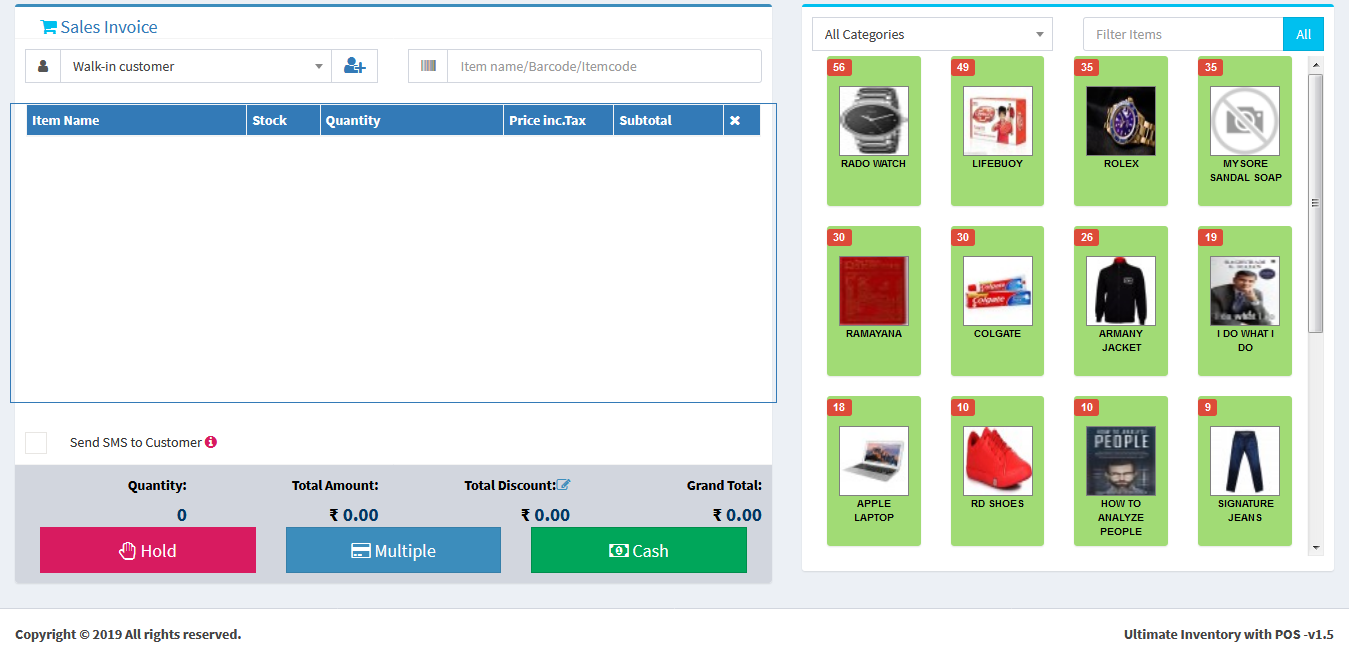 Sales Invoice
Walk-in customer
Item name/Barcode/Itemcode
Item Name Stock Quantity Price inc.Tax Subtotal
Send SMS to Customer
Quantity: Total Amount: Total Discount: Grand Total:
0 ₹ 0.00 ₹ 0.00 ₹ 0.00
Hold Multiple Cash
All Categories Filter Items All
56 49 35 35
RADO WATCH LIFEBUOY ROLEX MYSORE
SANDAL SOAP
30 30 26 19
Colgate
RAMAYANA COLGATE ARMANY I DO WHAT I
JACKET DO
18 10 10 9
PEOPLE
APPLE RD SHOES HOW TO SIGNATURE
LAPTOP ANALYZE JEANS
PEOPLE
Copyright © 2019 All rights reserved. Ultimate Inventory with POS -v1.5